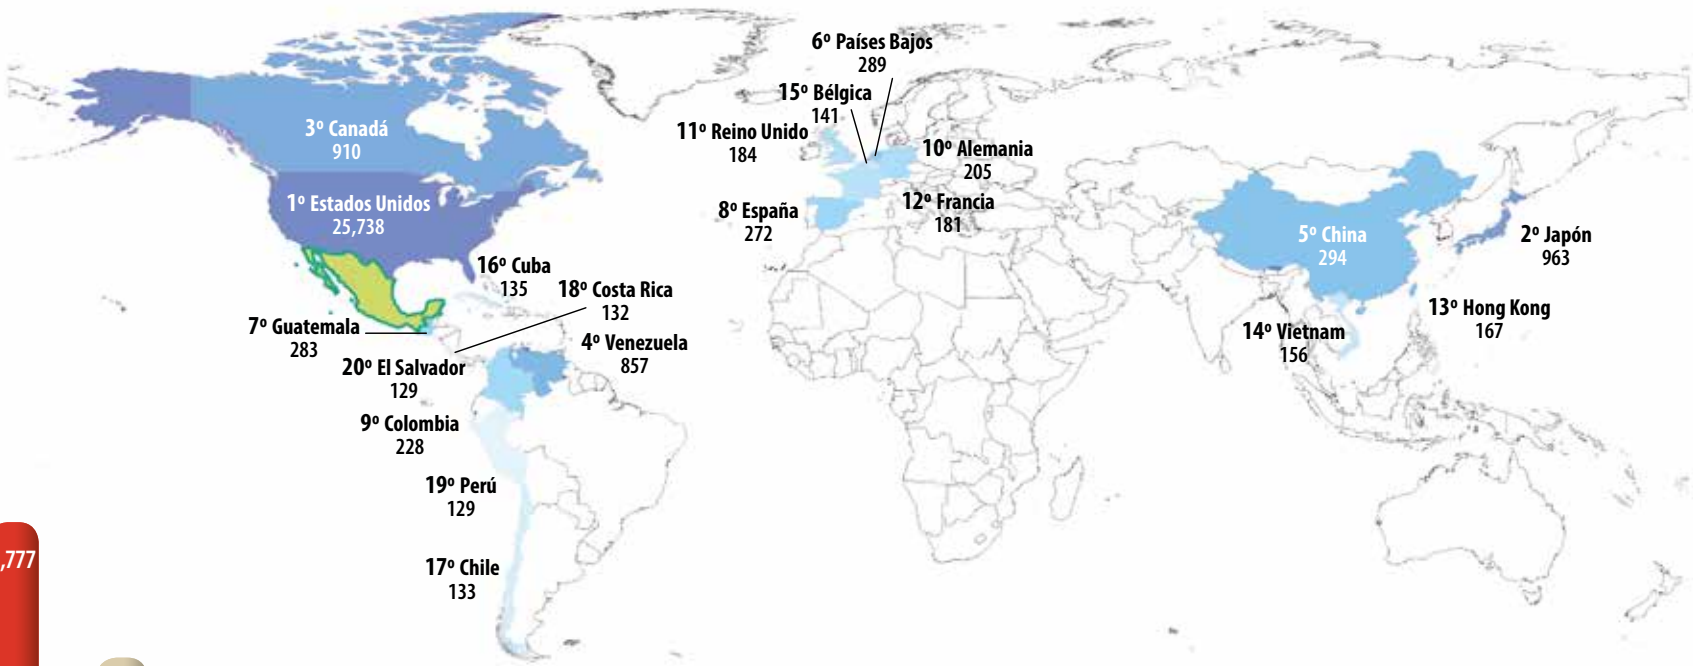 6º Países Bajos
289
15º Bélgica
141
11º Reino Unido
184
3º Canadá
910
10º Alemania
205
1º Estados Unidos
25,738
12º Francia
181
8º España
272
5º China
294
2º Japón
963
16º Cuba
135
18º Costa Rica
132
13º Hong Kong
167
7º Guatemala
283
14º Vietnam
156
4º Venezuela
857
20º El Salvador
129
9º Colombia
228
19º Perú
129
17º Chile
133
,777